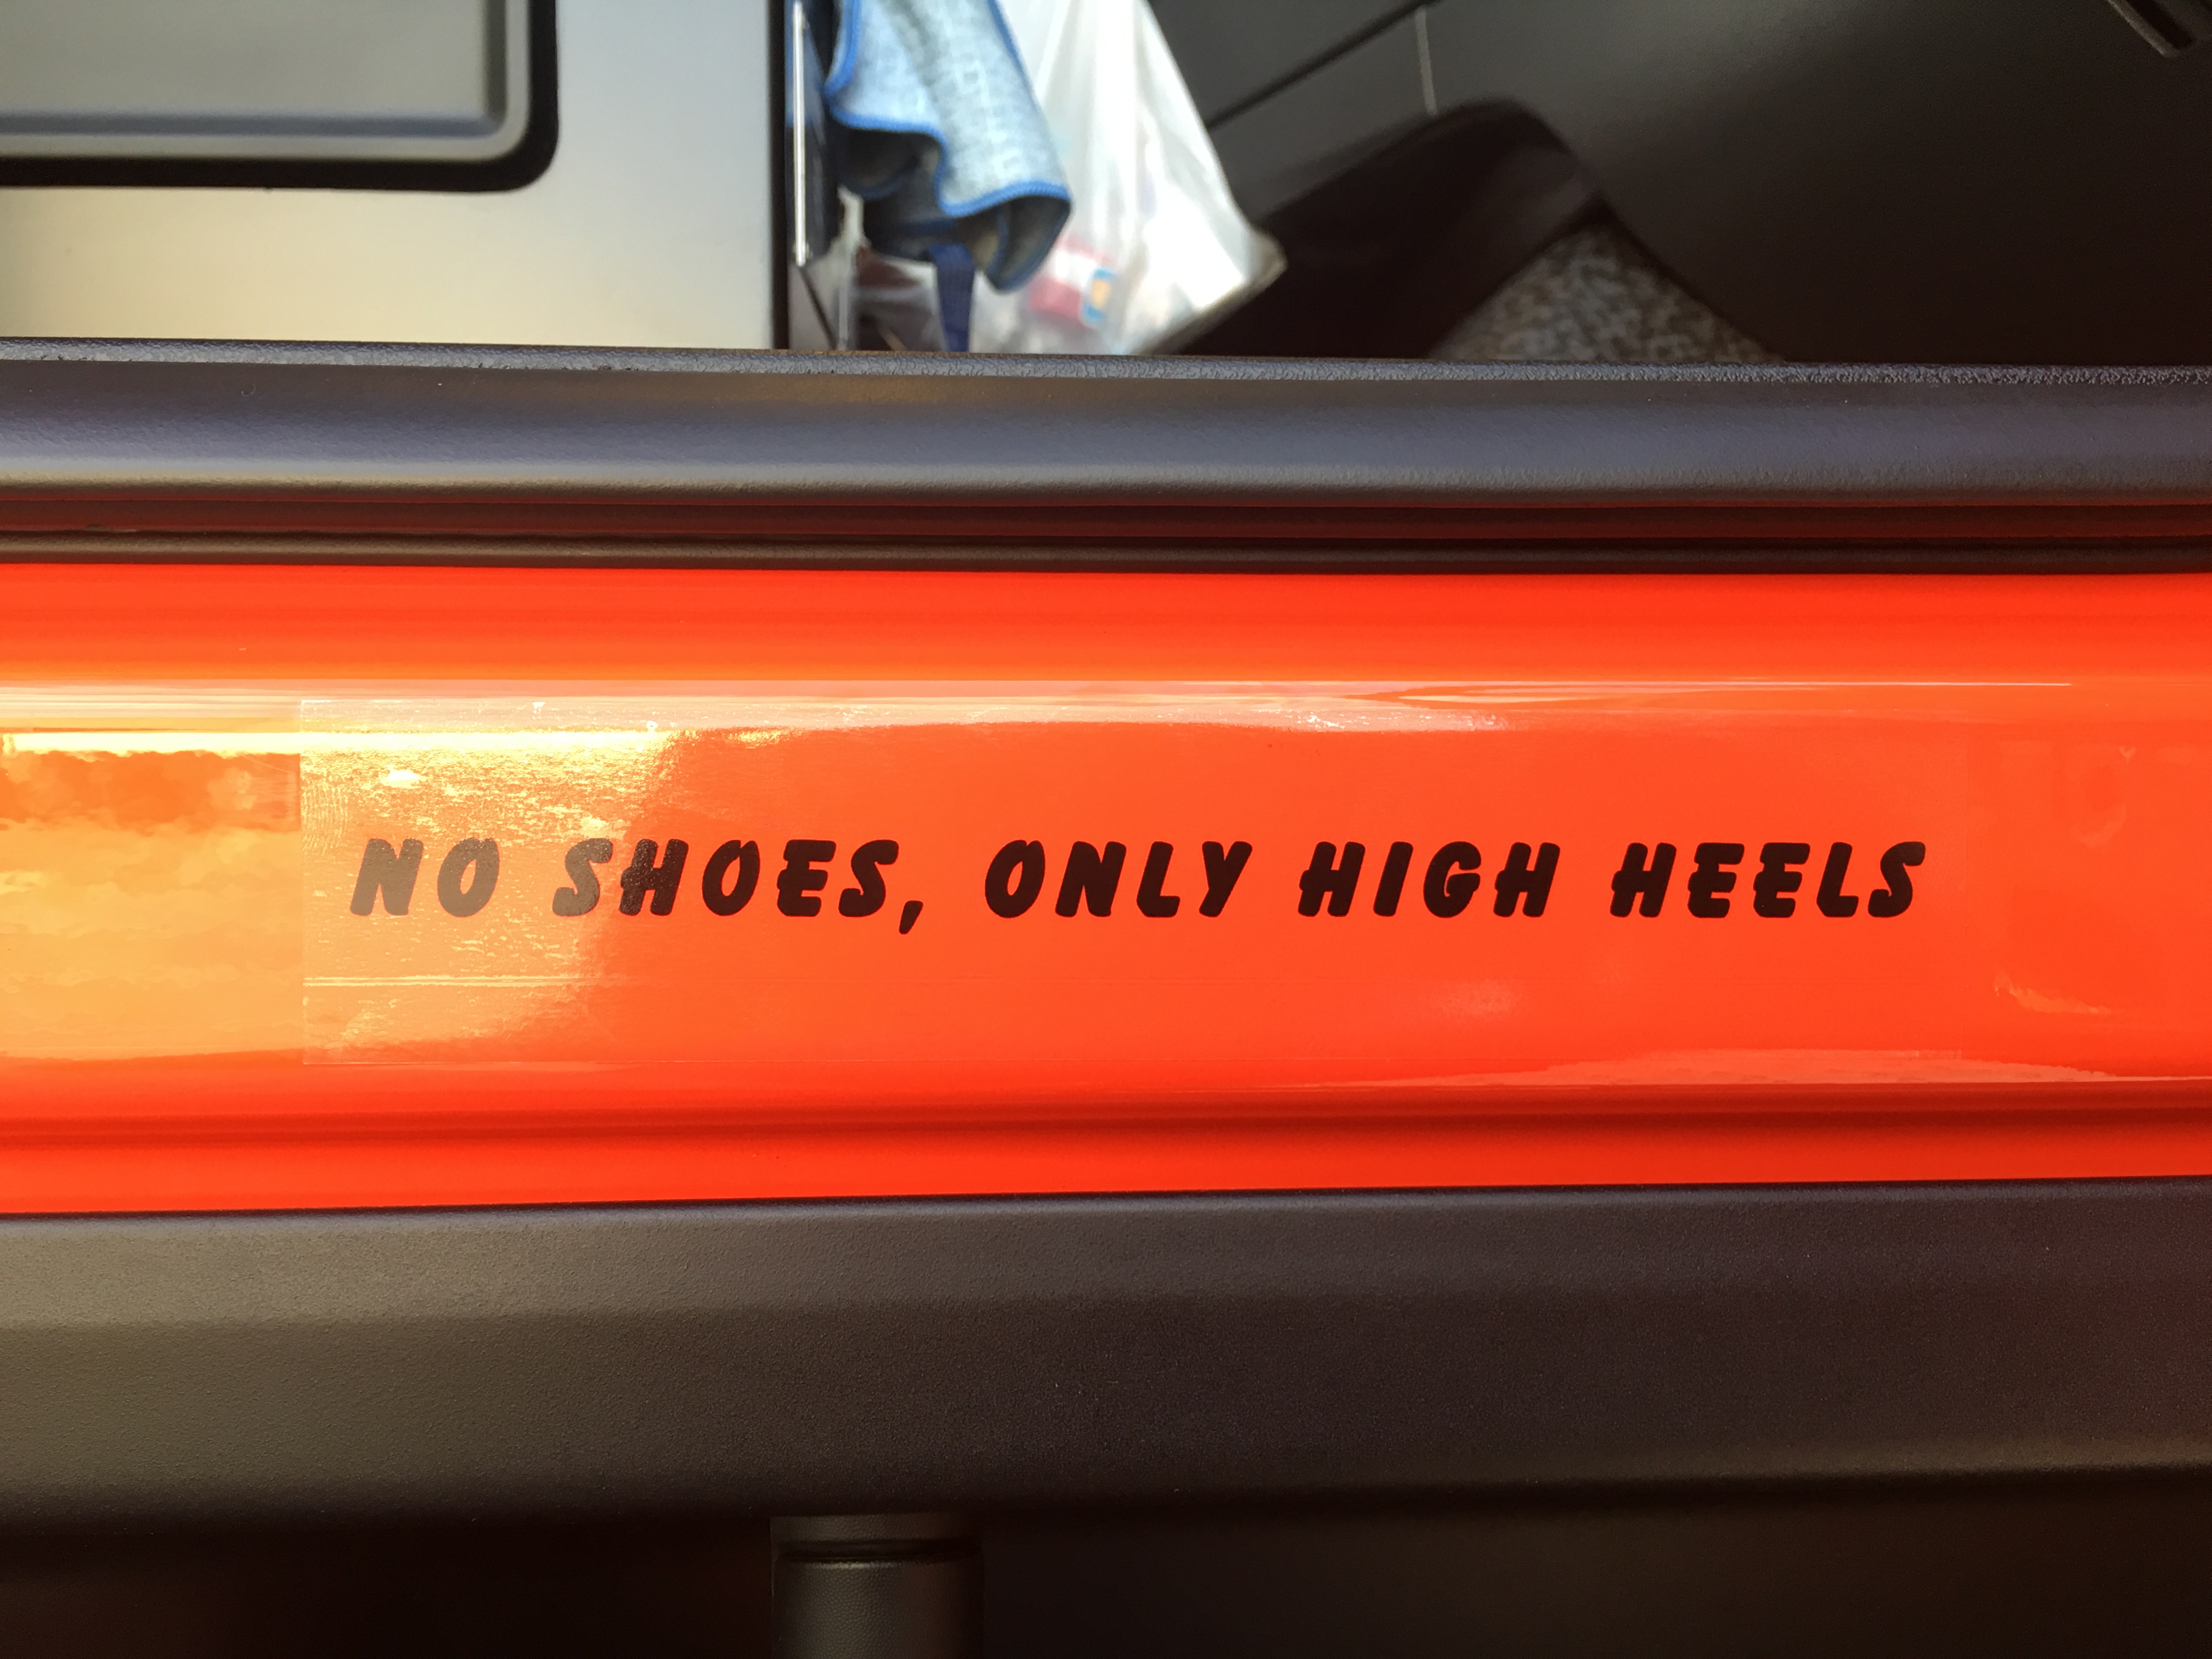 NO SHOES, ONLY HIGH HEELS